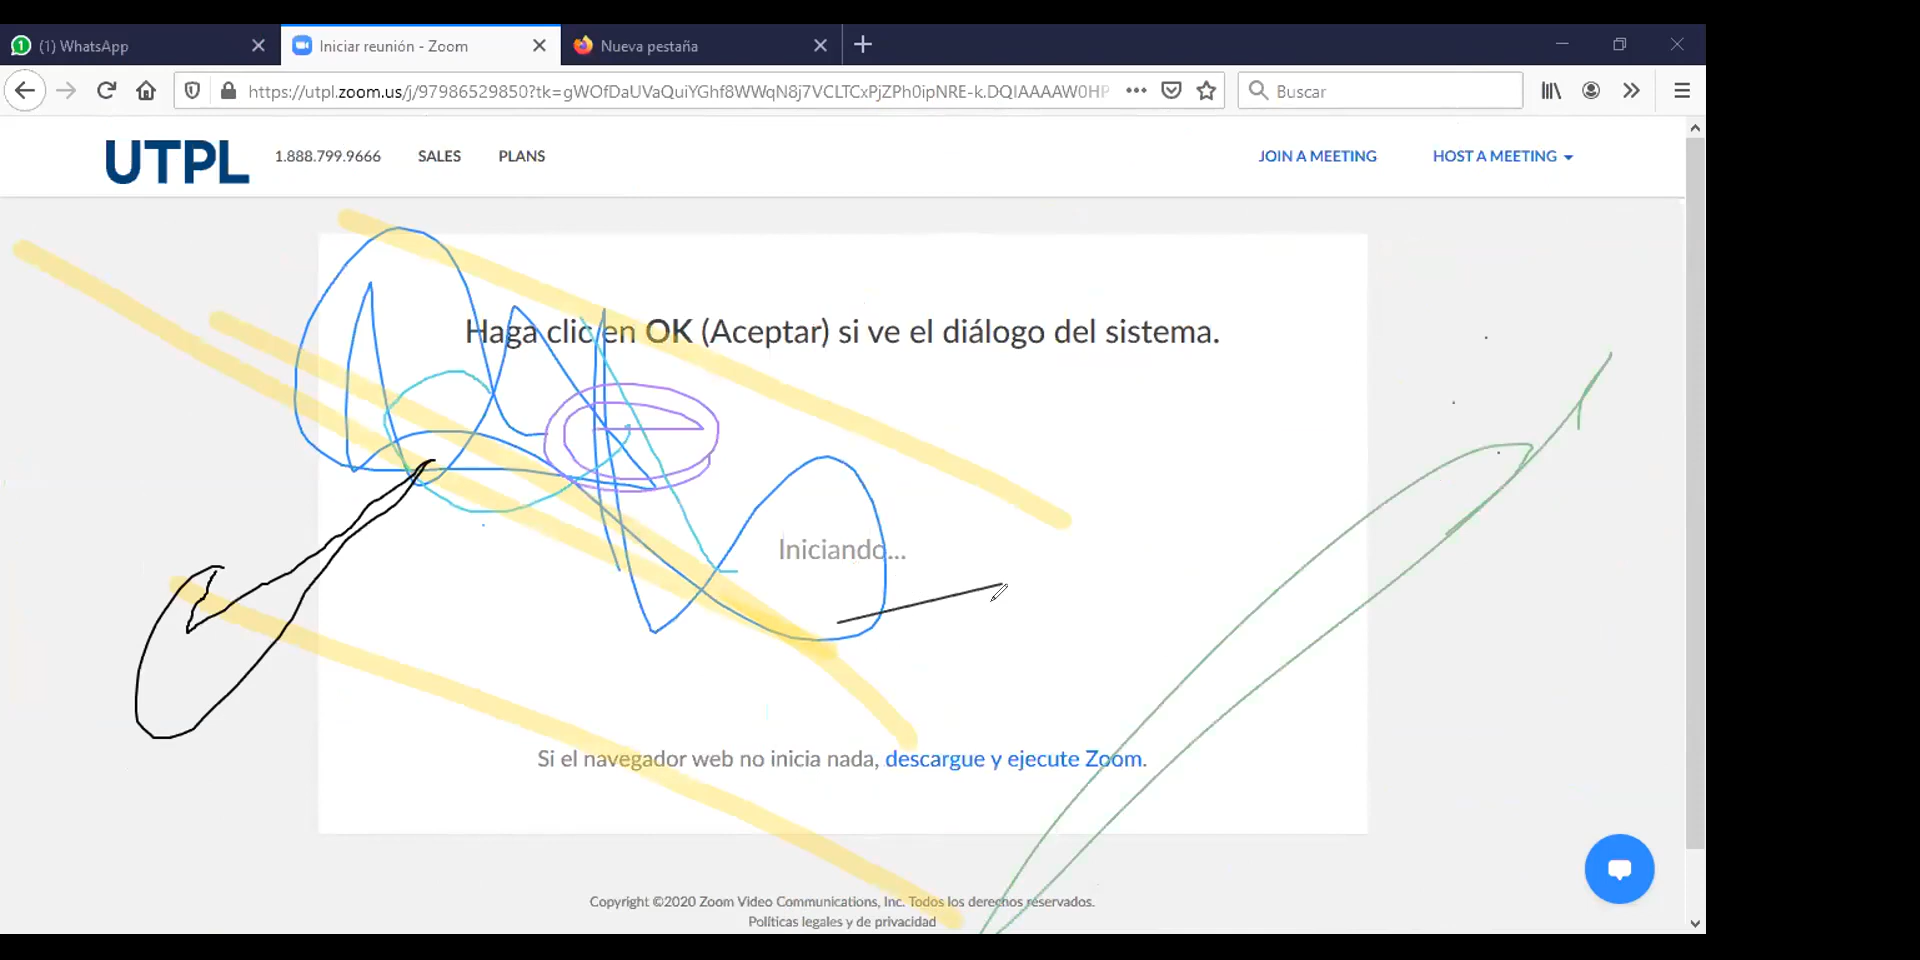 (1) WhatsApp
Iniciar reunión - Zoom
Nueva pestaña
https://utpl.zoom.us/j/97986529850?tk=gWOfDaUVaQuiYGhf8WWqN8j7VCLTCxPjZPh0ipNRE-k.DQIAAAAW0HP
Buscar
UTPL
1.888.799.9666
SALES
PLANS
JOIN A MEETING
HOST A MEETING
Haga clic en OK (Aceptar) si ve el diálogo del sistema.
Iniciando...
Si el navegador web no inicia nada, descargue y ejecute Zoom.
Copyright ©2020 Zoom Video Communications, Inc. Todos los derechos reservados.
Políticas legales y de privacidad